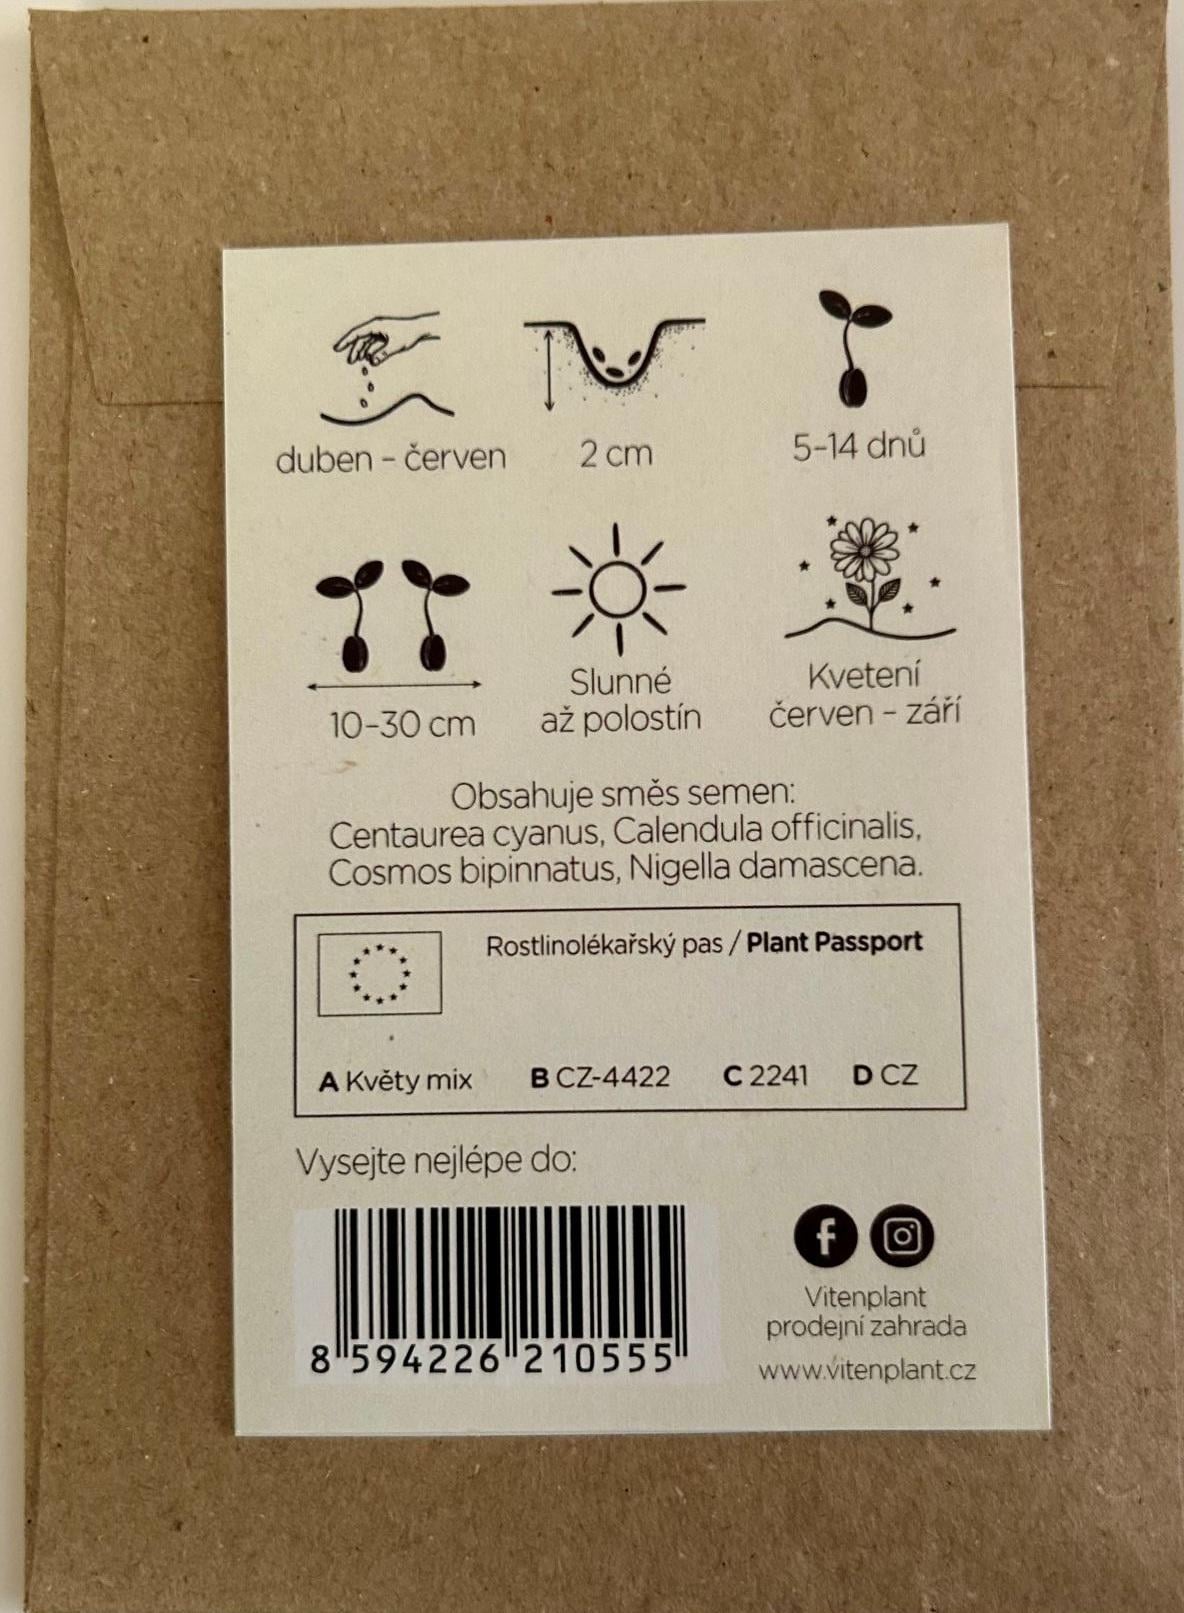 duben – červen
2 cm
5-14 dnů
10-30 cm
Slunné
až polostín
Kvetení
červen – září
Obsahuje směs semen:
Centaurea cyanus, Calendula officinalis,
Cosmos bipinnatus, Nigella damascena.
Rostlinolékařský pas / Plant Passport
A Květy mix B CZ-4422 C 2241 D CZ
Vysejte nejlépe do:
8 594226 210555
Vitenplant
prodejní zahrada
www.vitenplant.cz